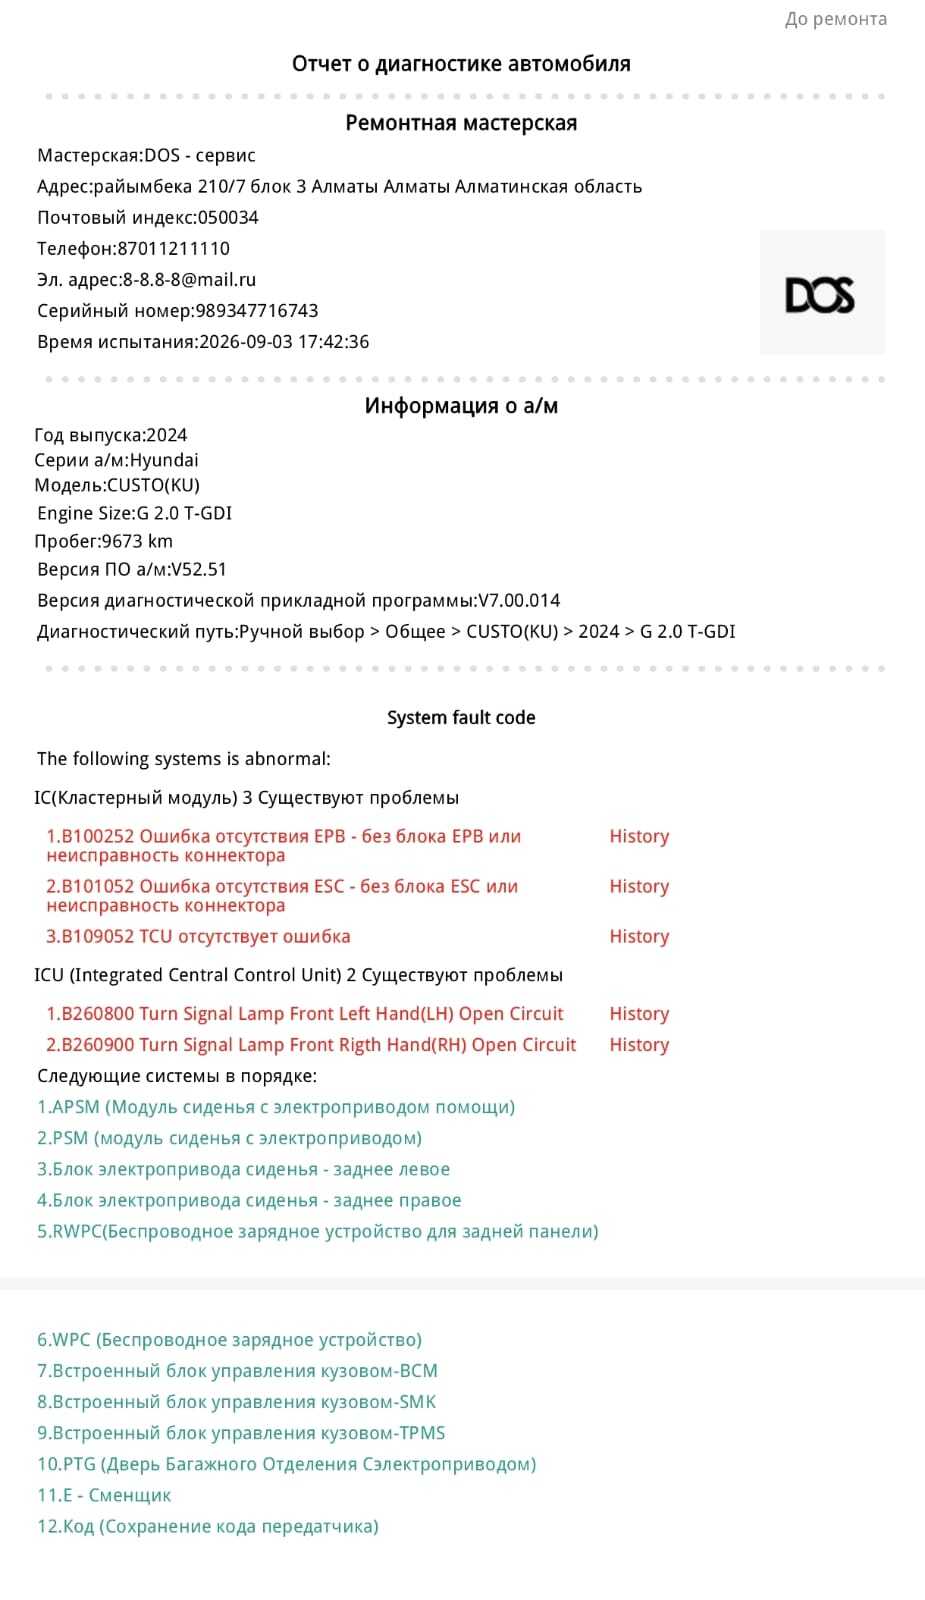 До ремонта
Отчет о диагностике автомобиля
Ремонтная мастерская
Мастерская:DOS - сервис
Адрес:райымбека 210/7 блок 3 Алматы Алматы Алматинская область
Почтовый индекс:050034
Телефон:87011211110
Эл. адрес:8-8.8-8@mail.ru
Серийный номер:989347716743
Время испытания:2026-09-03 17:42:36
DOS
Информация о а/м
Год выпуска:2024
Серии а/м:Hyundai
Модель:CUSTO(KU)
Engine Size:G 2.0 T-GDI
Пробег:9673 km
Версия ПО а/м:V52.51
Версия диагностической прикладной программы:V7.00.014
Диагностический путь:Ручной выбор > Общее > CUSTO(KU) > 2024 > G 2.0 T-GDI
System fault code
The following systems is abnormal:
IC(Кластерный модуль) 3 Существуют проблемы
1.B100252 Ошибка отсутствия EPB - без блока EPB или History
неисправность коннектора
2.B101052 Ошибка отсутствия ESC - без блока ESC или History
неисправность коннектора
3.B109052 TCU отсутствует ошибка History
ICU (Integrated Central Control Unit) 2 Существуют проблемы
1.B260800 Turn Signal Lamp Front Left Hand(LH) Open Circuit History
2.B260900 Turn Signal Lamp Front Rigth Hand(RH) Open Circuit History
Следующие системы в порядке:
1.APSM (Модуль сиденья с электроприводом помощи)
2.PSM (модуль сиденья с электроприводом)
3.Блок электропривода сиденья - заднее левое
4.Блок электропривода сиденья - заднее правое
5.RWPC(Беспроводное зарядное устройство для задней панели)
6.WPC (Беспроводное зарядное устройство)
7.Встроенный блок управления кузовом-BCM
8.Встроенный блок управления кузовом-SMK
9.Встроенный блок управления кузовом-TPMS
10.PTG (Дверь Багажного Отделения Сэлектроприводом)
11.E - Сменщик
12.Код (Сохранение кода передатчика)